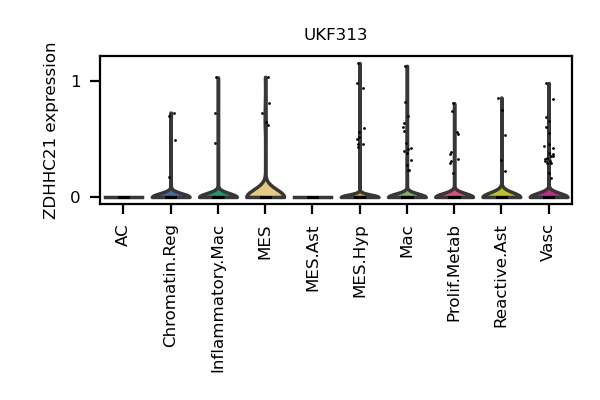 UKF313
ZDHHC21 expression
1
0
AC
Chromatin.Reg
Inflammatory.Mac
MES
MES.Ast
MES.Hyp
Mac
Prolif.Metab
Reactive.Ast
Vasc